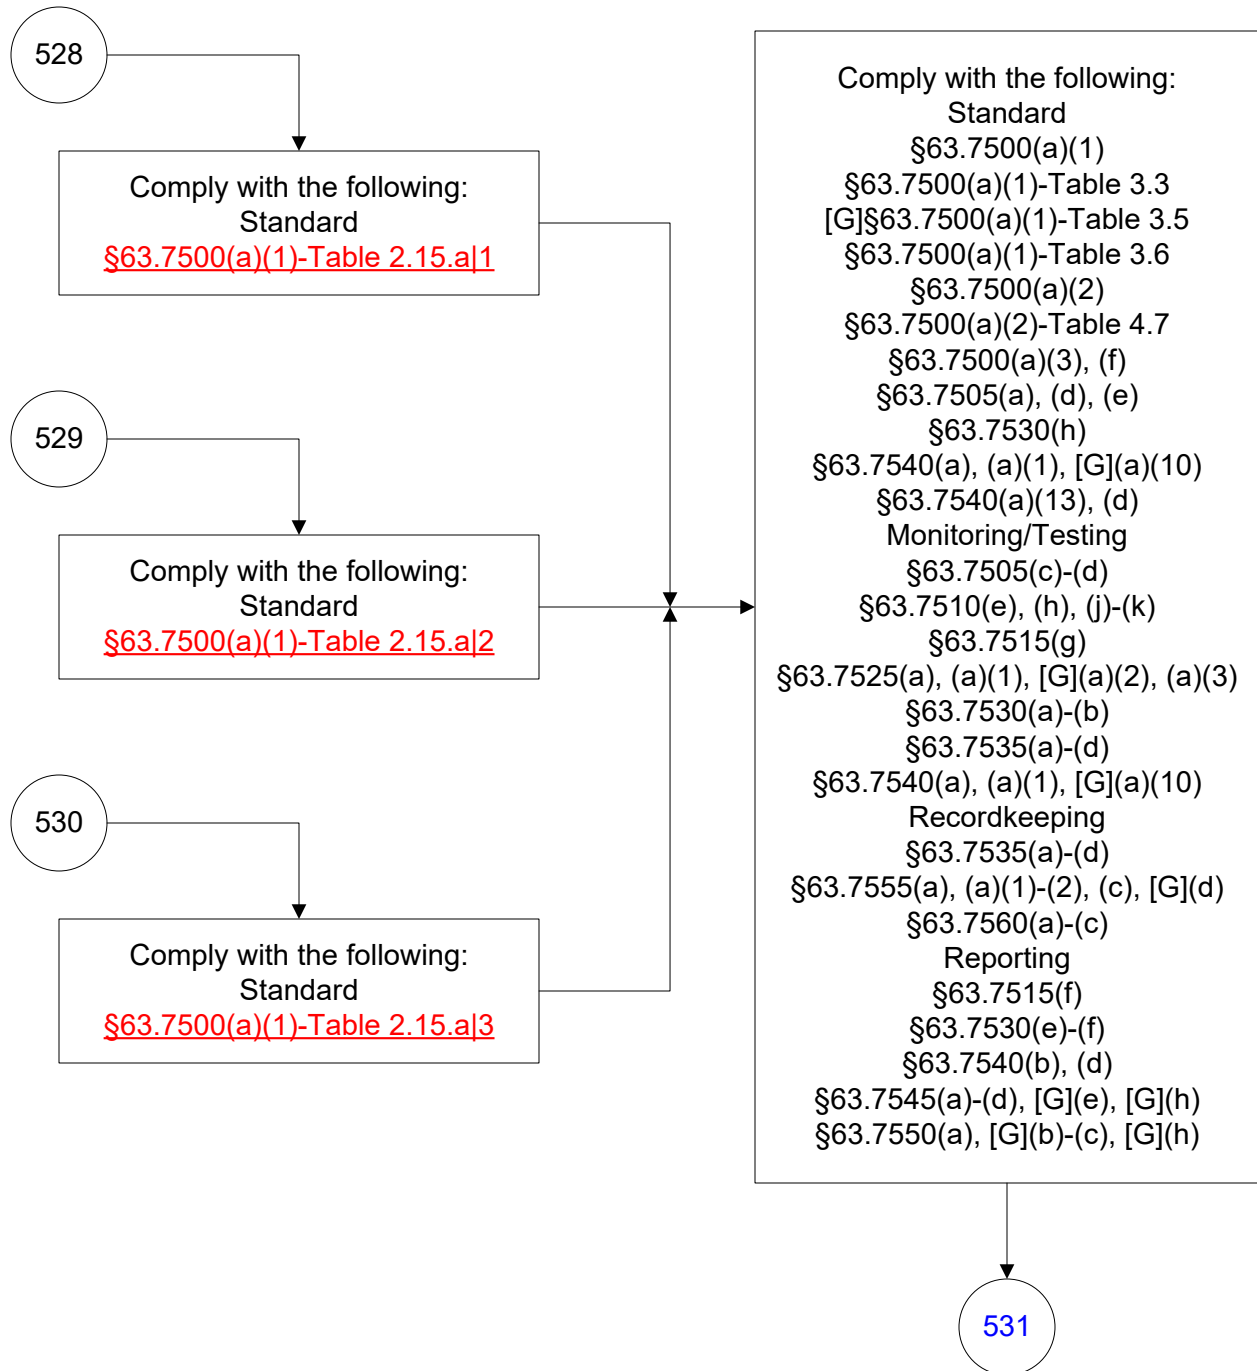 528
Comply with the following:
Standard
§63.7500(a)(1)-Table 2.15.a|1
529
Comply with the following:
Standard
§63.7500(a)(1)-Table 2.15.a|2
530
Comply with the following:
Standard
§63.7500(a)(1)-Table 2.15.a|3
Comply with the following:
Standard
§63.7500(a)(1)
§63.7500(a)(1)-Table 3.3
[G]§63.7500(a)(1)-Table 3.5
§63.7500(a)(1)-Table 3.6
§63.7500(a)(2)
§63.7500(a)(2)-Table 4.7
§63.7500(a)(3), (f)
§63.7505(a), (d), (e)
§63.7530(h)
§63.7540(a), (a)(1), [G](a)(10)
§63.7540(a)(13), (d)
Monitoring/Testing
§63.7505(c)-(d)
§63.7510(e), (h), (j)-(k)
§63.7515(g)
§63.7525(a), (a)(1), [G](a)(2), (a)(3)
§63.7530(a)-(b)
§63.7535(a)-(d)
§63.7540(a), (a)(1), [G](a)(10)
Recordkeeping
§63.7535(a)-(d)
§63.7555(a), (a)(1)-(2), (c), [G](d)
§63.7560(a)-(c)
Reporting
§63.7515(f)
§63.7530(e)-(f)
§63.7540(b), (d)
§63.7545(a)-(d), [G](e), [G](h)
§63.7550(a), [G](b)-(c), [G](h)
531